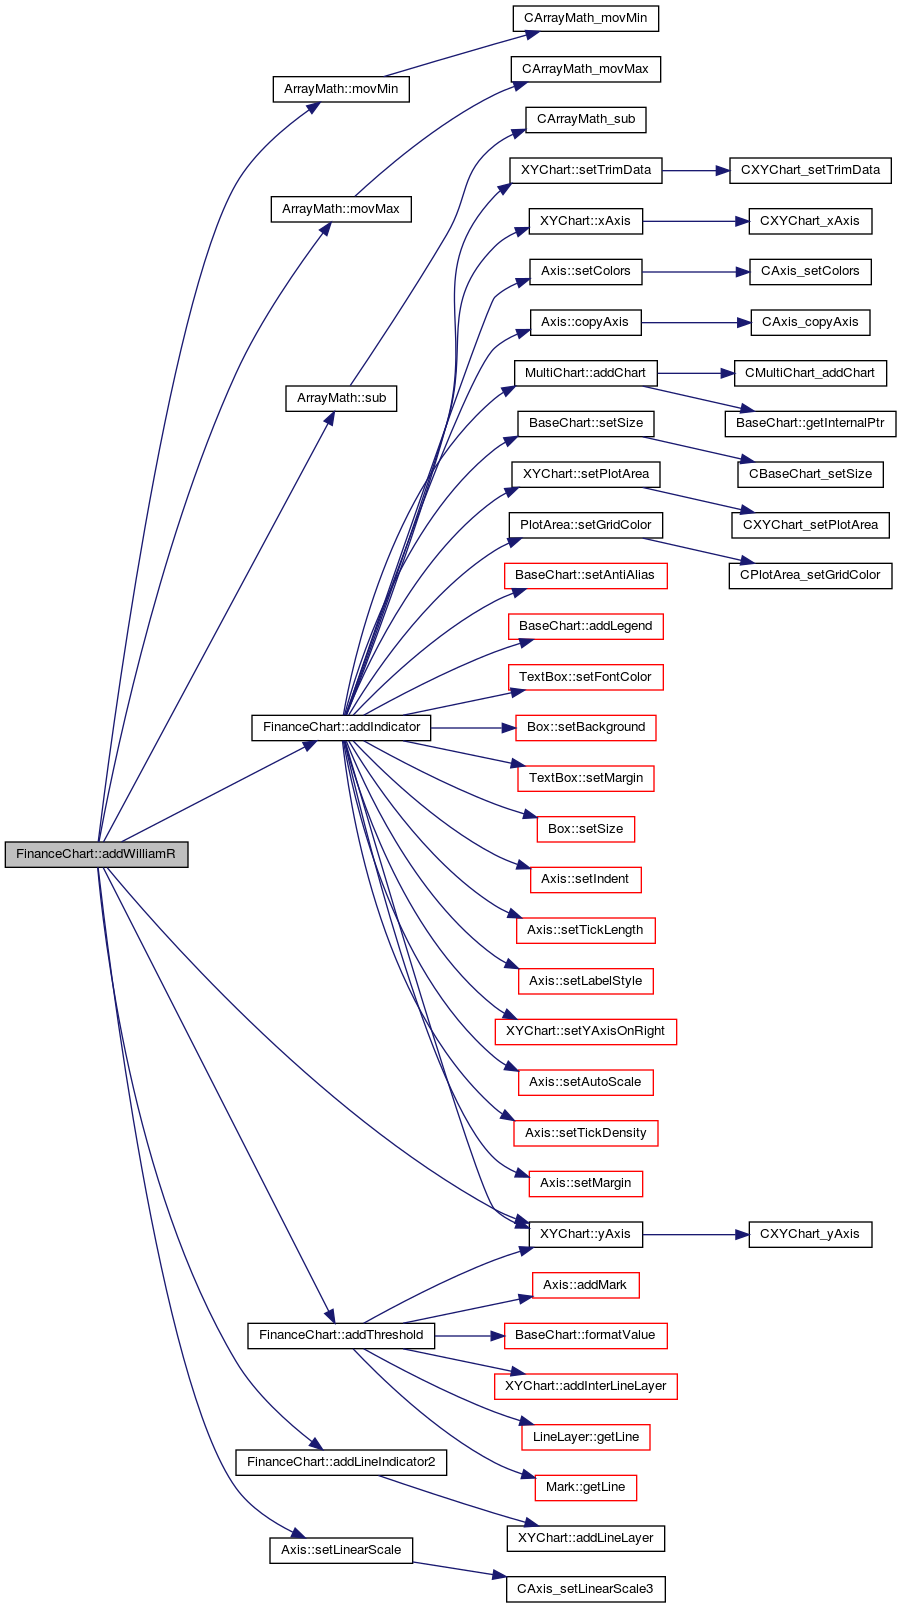 CArrayMath_movMin
CArrayMath_movMax
ArrayMath::movMin
CArrayMath_sub
XYChart::setTrimData
CXYChart_setTrimData
ArrayMath::movMax
XYChart::xAxis
CXYChart_xAxis
Axis::setColors
CAxis_setColors
Axis::copyAxis
CAxis_copyAxis
MultiChart::addChart
CMultiChart_addChart
ArrayMath::sub
BaseChart::getInternalPtr
BaseChart::setSize
CBaseChart_setSize
XYChart::setPlotArea
CXYChart_setPlotArea
PlotArea::setGridColor
CPlotArea_setGridColor
BaseChart::setAntiAlias
BaseChart::addLegend
TextBox::setFontColor
FinanceChart::addIndicator
Box::setBackground
TextBox::setMargin
Box::setSize
FinanceChart::addWilliamR
Axis::setIndent
Axis::setTickLength
Axis::setLabelStyle
XYChart::setYAxisOnRight
Axis::setAutoScale
Axis::setTickDensity
Axis::setMargin
XYChart::yAxis
CXYChart_yAxis
Axis::addMark
FinanceChart::addThreshold
BaseChart::formatValue
XYChart::addInterLineLayer
LineLayer::getLine
FinanceChart::addLineIndicator2
Mark::getLine
XYChart::addLineLayer
Axis::setLinearScale
CAxis_setLinearScale3